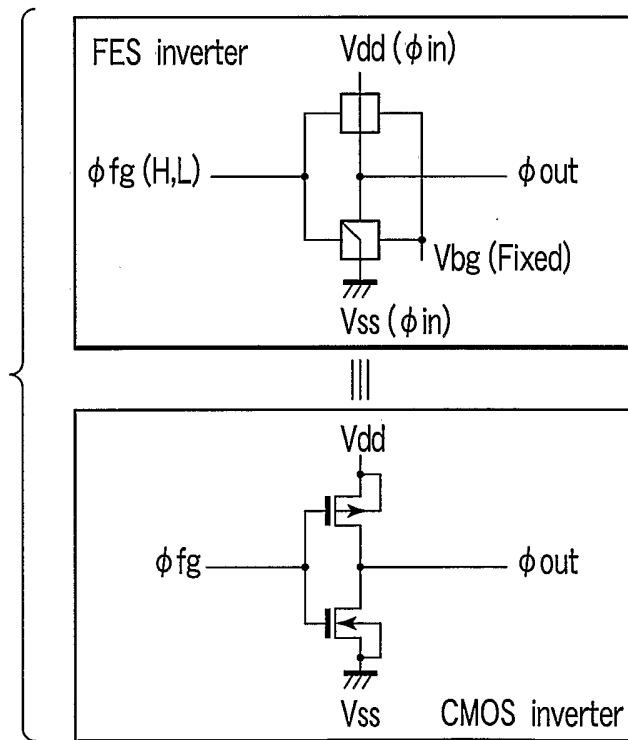 FES inverter
Vdd (ϕin)
ϕfg (H,L)
ϕout
Vbg (Fixed)
Vss (ϕin)
Vdd
ϕfg
ϕout
Vss
CMOS inverter